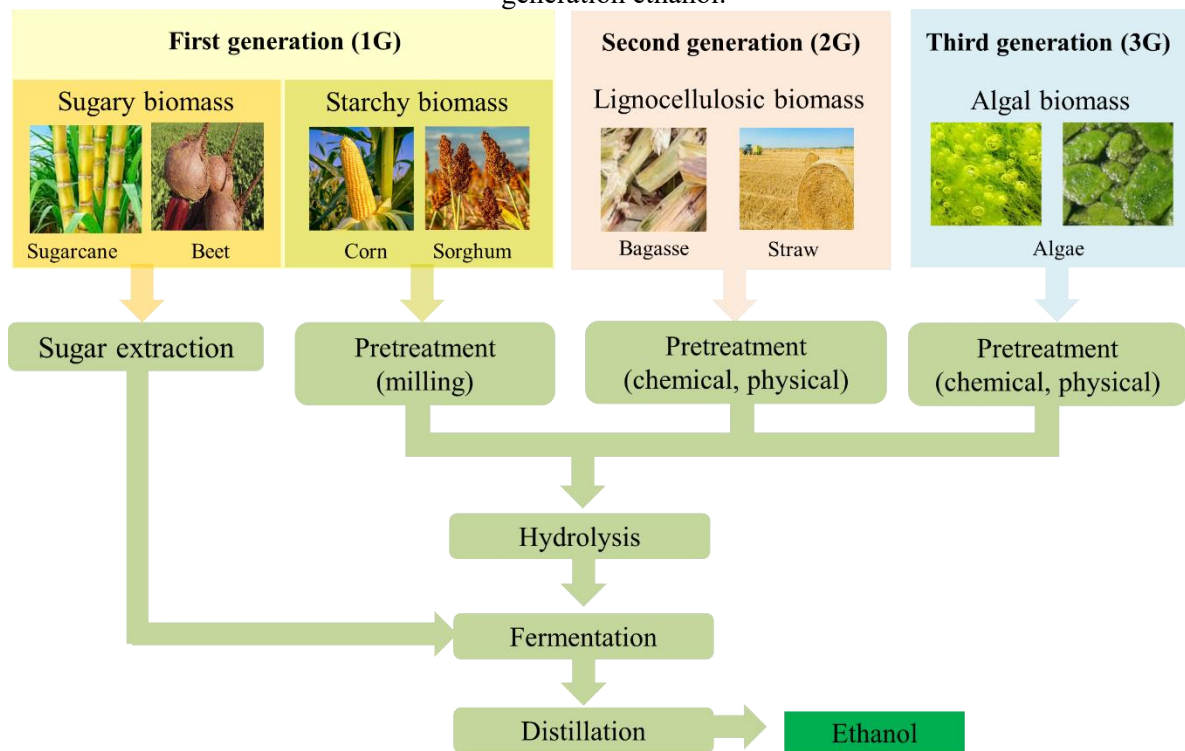 generation ethanol.
First generation (1G)
Second generation (2G)
Third generation (3G)
Sugary biomass
Starchy biomass
Lignocellulosic biomass
Algal biomass
Sugarcane
Beet
Corn
Sorghum
Bagasse
Straw
Algae
Sugar extraction
Pretreatment
(milling)
Pretreatment
(chemical, physical)
Pretreatment
(chemical, physical)
Hydrolysis
Fermentation
Distillation
Ethanol